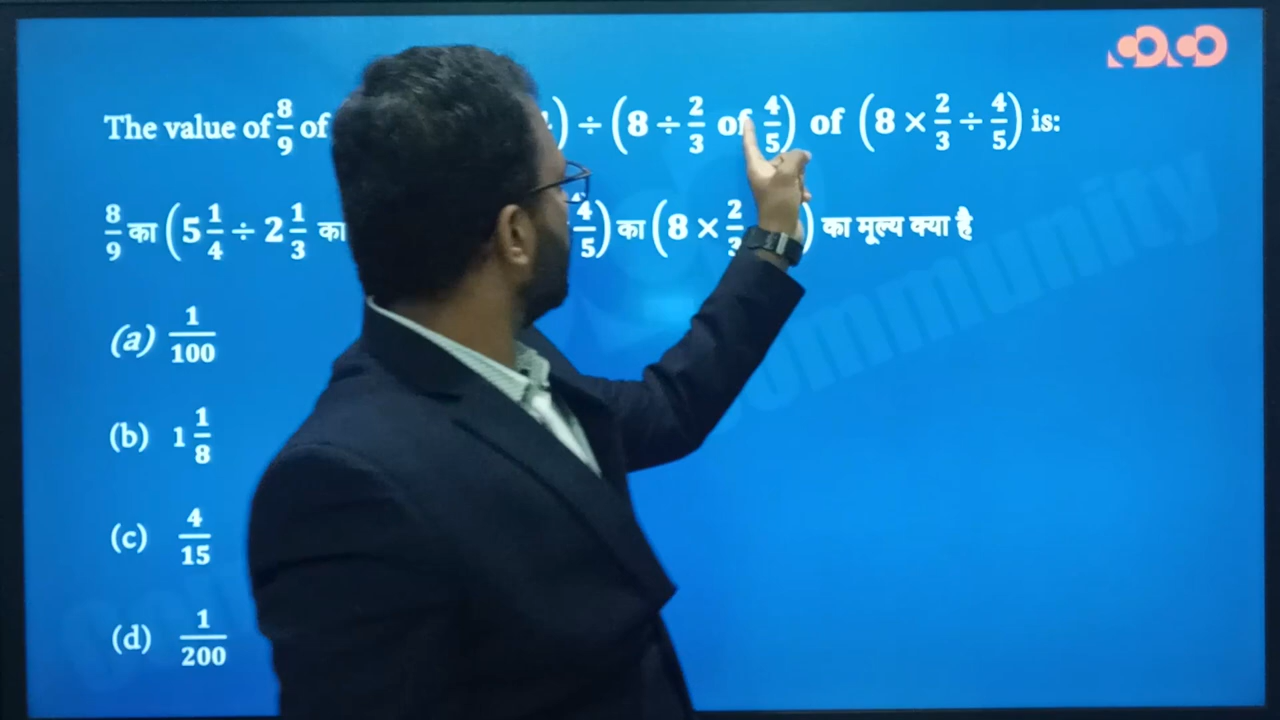 The value of 8/9 of ) ÷ (8 ÷ 2/3 of 4/5) of (8 × 2/3 ÷ 4/5) is:
8/9 का (5 1/4 ÷ 2 1/3 का 4/5) का (8 × 2/3 ) का मूल्य क्या है
(a) 1/100
(b) 1 1/8
(c) 4/15
(d) 1/200
ommunity